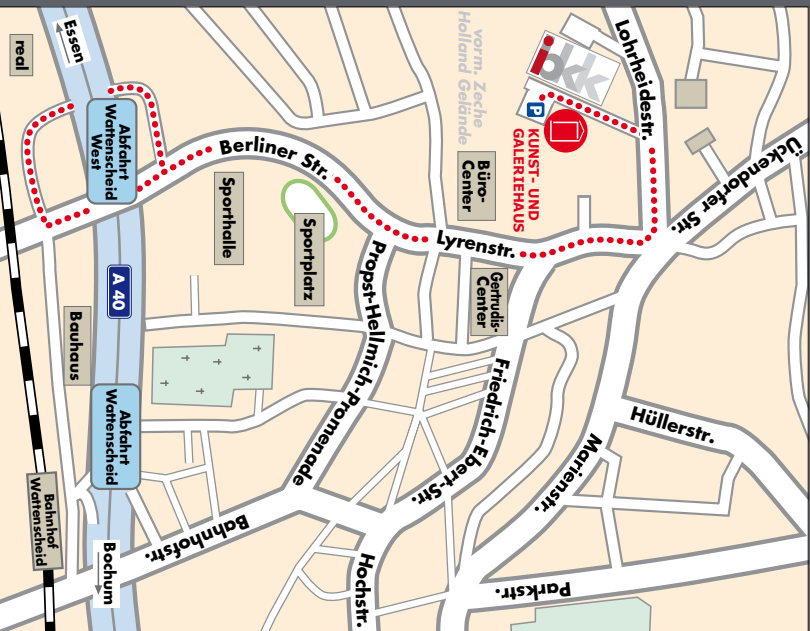 Essen
real
Abfahrt
Wattenscheid
West
Berliner Str.
Sporthalle
Sportplatz
A 40
Bauhaus
Abfahrt
Wattenscheid
Bahnhof
Wattenscheid
Bochum
Bahnhofstr.
Propst-Hellmich-Promenade
vorm. Zeche
Holland Gelände
Büro-
Center
Lyrenstr.
Gertrudis-
Center
Friedrich-Ebert-Str.
Hochstr.
ipkk
P
KUNST- UND
GALERIEHAUS
Lohrheidestr.
Ückendorfer Str.
Hüllerstr.
Marienstr.
Parkstr.